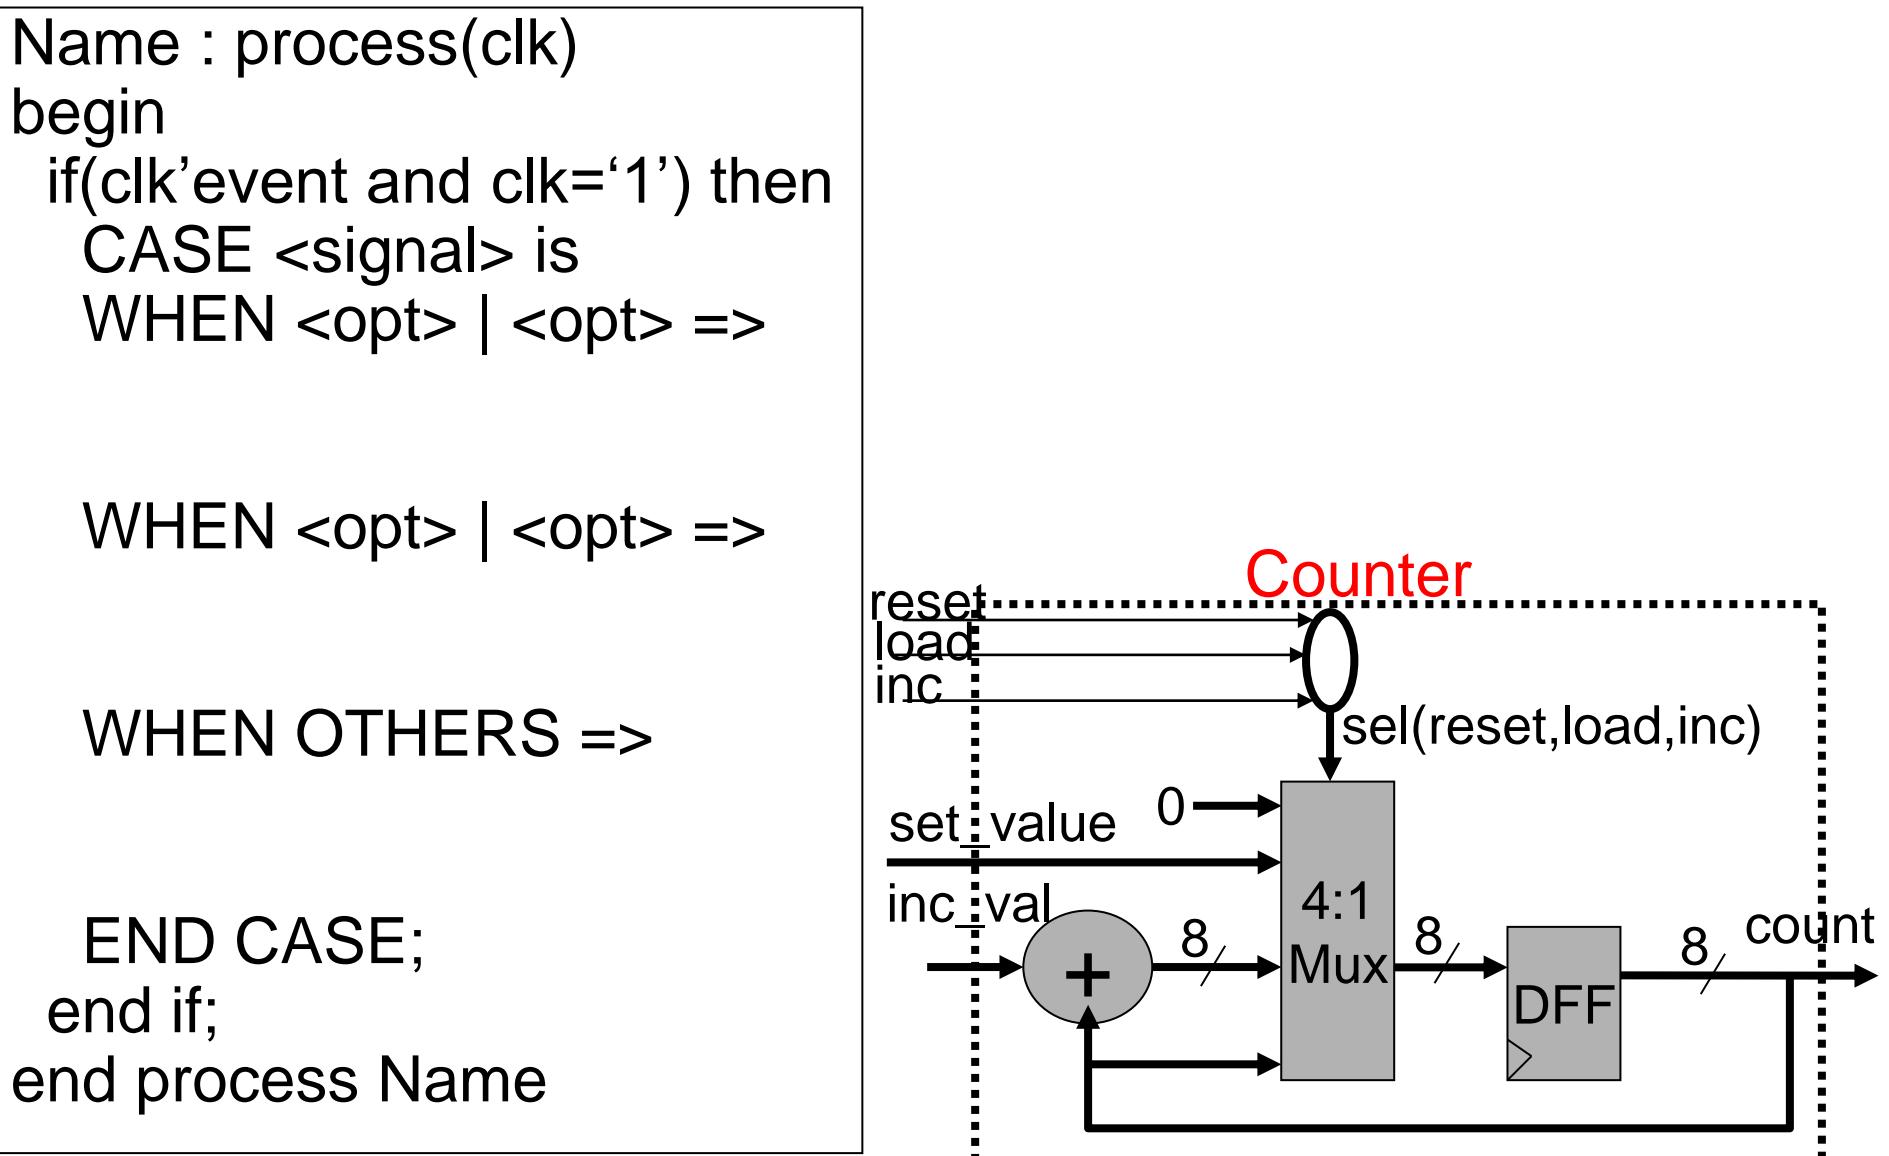 Name : process(clk)
begin
if(clk’event and clk=‘1’) then
CASE <signal> is
WHEN <opt> | <opt> =>
WHEN <opt> | <opt> =>
WHEN OTHERS =>
END CASE;
end if;
end process Name
Counter
reset
load
inc
sel(reset,load,inc)
0
set_value
inc_val
+
8
4:1
Mux
8
DFF
8
count